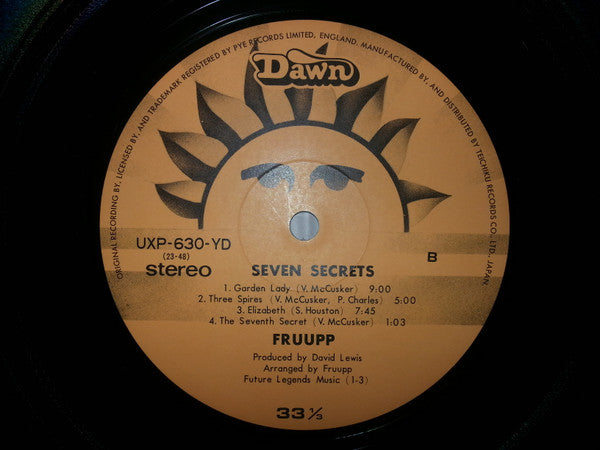 ORIGINAL RECORDING BY, LICENSED BY, AND TRADEMARK REGISTERED BY PYE RECORDS LIMITED, ENGLAND, MANUFACTURED BY, AND DISTRIBUTED BY TEICHIKU RECORDS CO., LTD., JAPAN
Dawn
UXP-630-YD
(23-48)
stereo
SEVEN SECRETS
B
1. Garden Lady (V. McCusker) 9:00
2. Three Spires (V. McCusker, P. Charles) 5:00
3. Elizabeth (S. Houston) 7:45
4. The Seventh Secret (V. McCusker) 1:03
FRUUPP
Produced by David Lewis
Arranged by Fruupp
Future Legends Music (1-3)
33 1/3